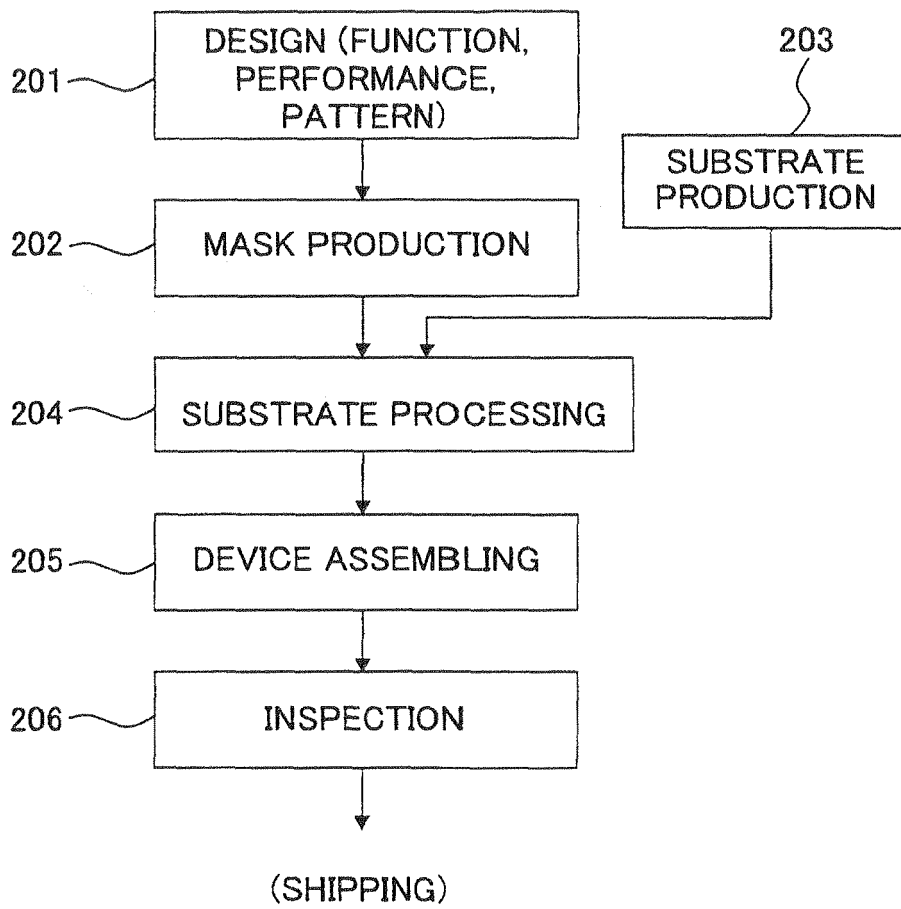 201
DESIGN (FUNCTION,
PERFORMANCE,
PATTERN)
203
SUBSTRATE
PRODUCTION
202
MASK PRODUCTION
204
SUBSTRATE PROCESSING
205
DEVICE ASSEMBLING
206
INSPECTION
(SHIPPING)